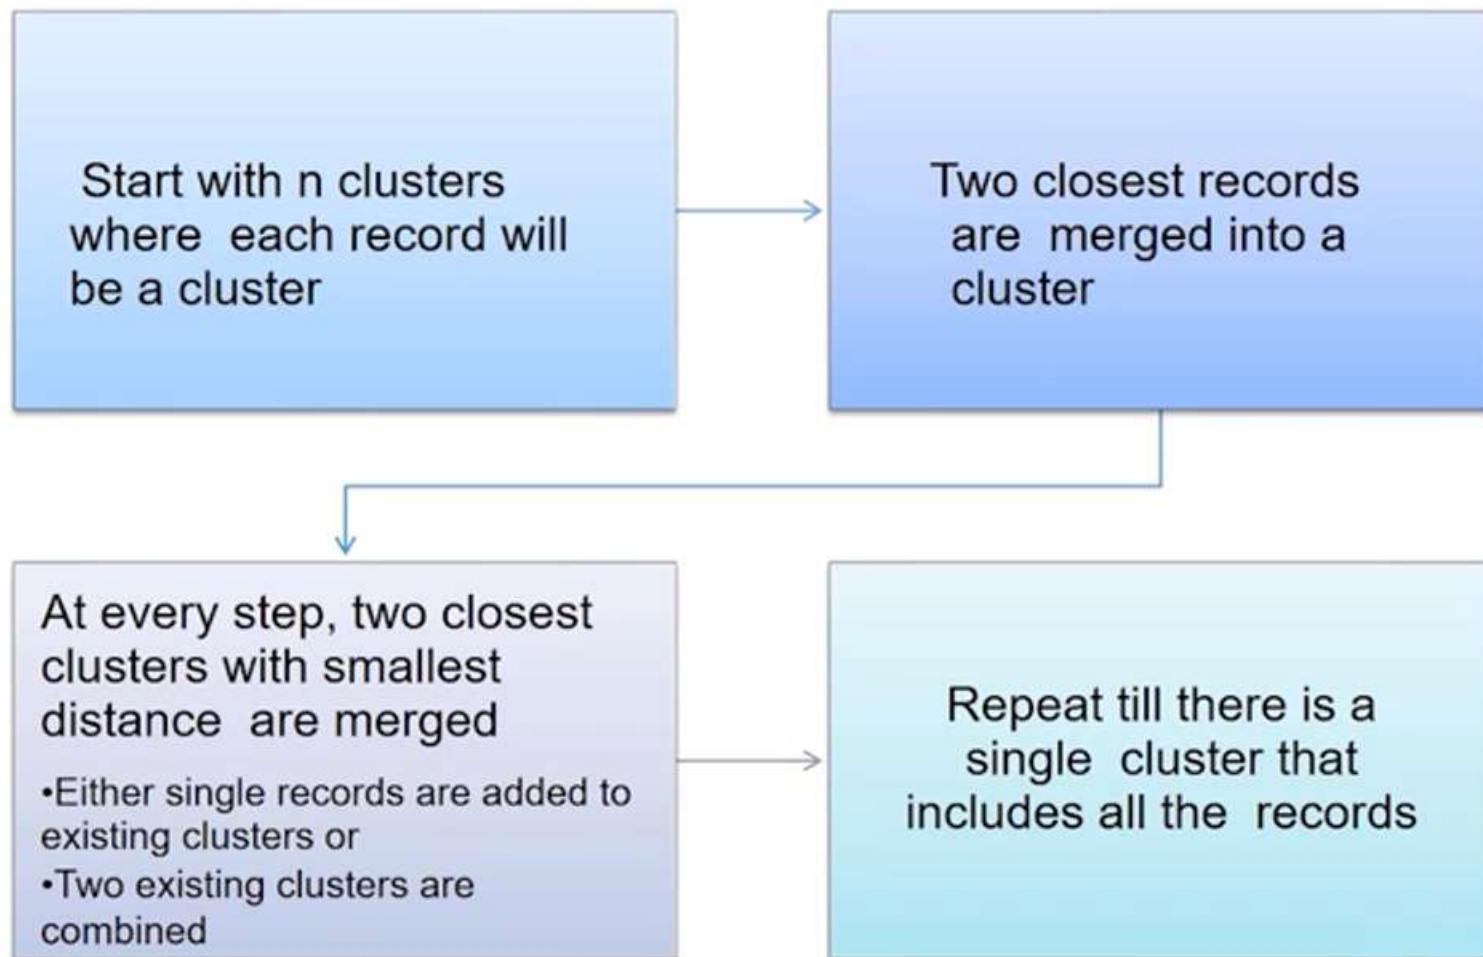 Start with n clusters
where each record will
be a cluster
Two closest records
are merged into a
cluster
At every step, two closest
clusters with smallest
distance are merged
•Either single records are added to
existing clusters or
•Two existing clusters are
combined
Repeat till there is a
single cluster that
includes all the records